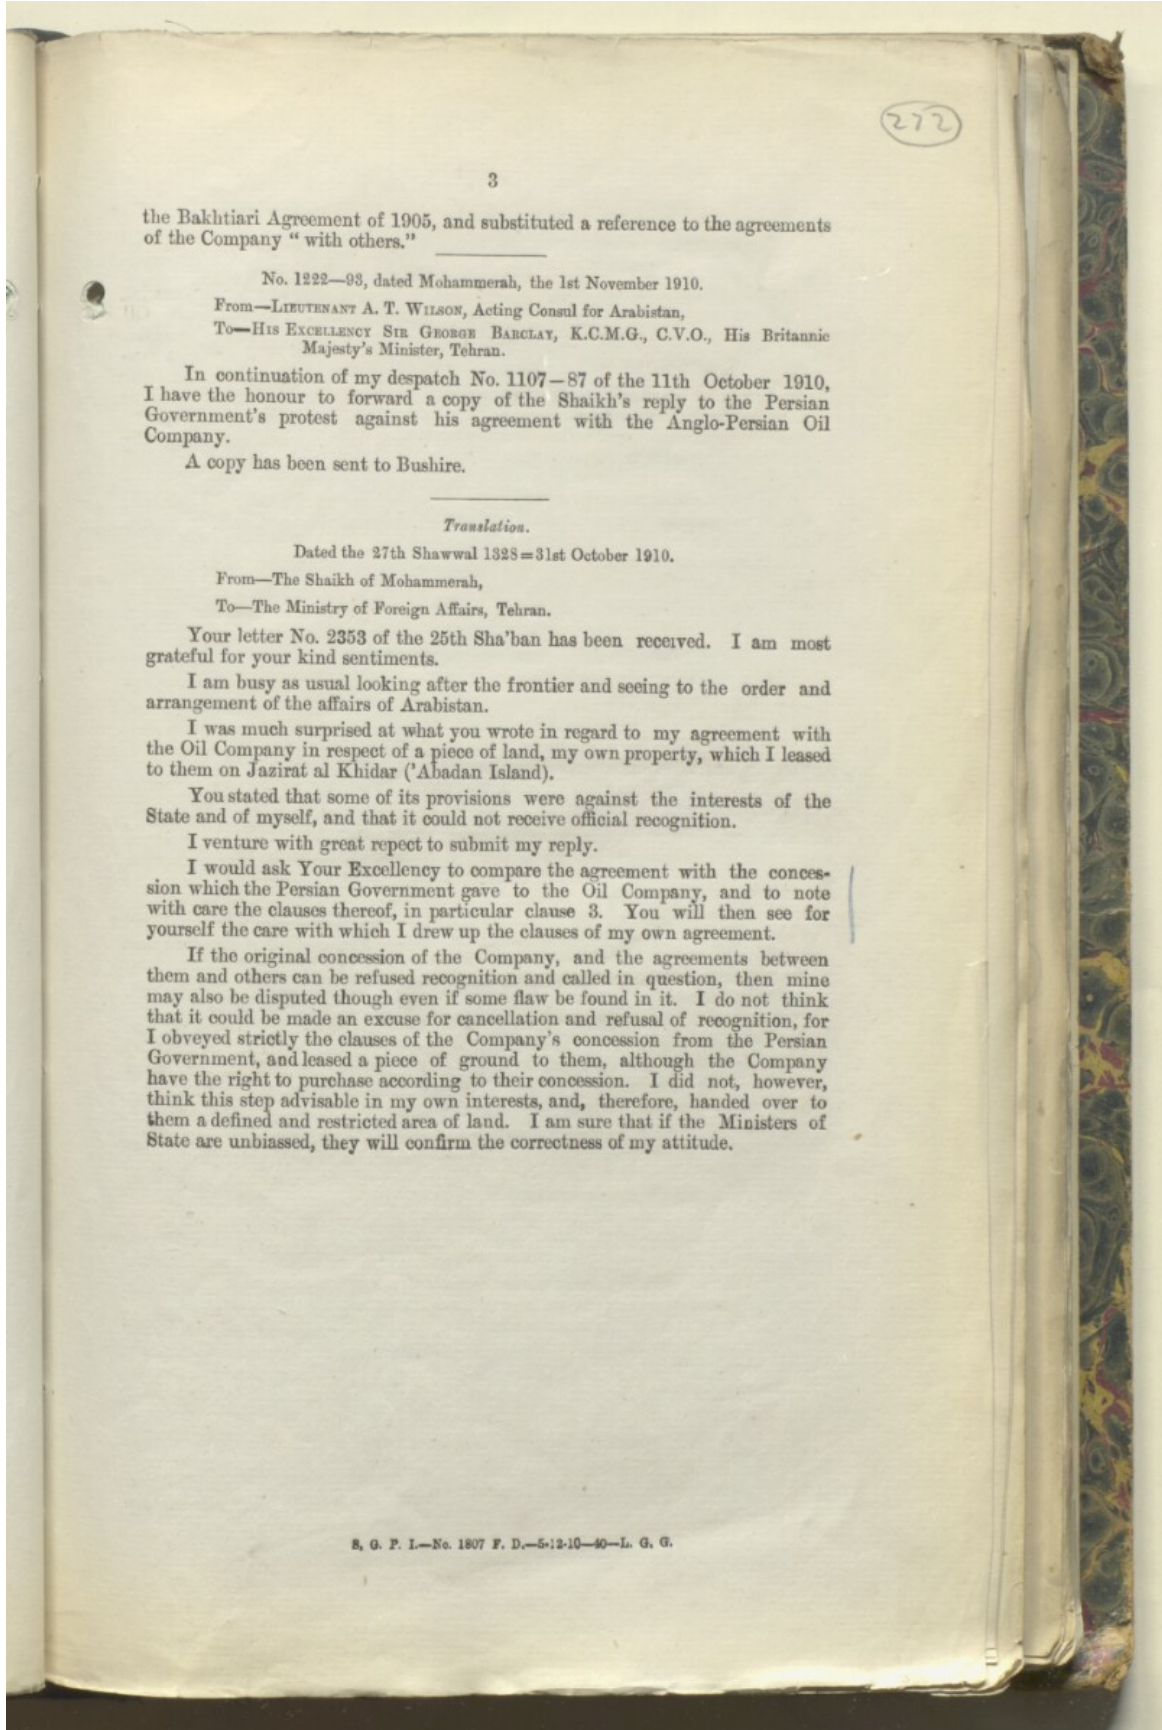 272
3
the Bakhtiari Agreement of 1905, and substituted a reference to the agreements
of the Company “ with others.”
No. 1222—93, dated Mohammerah, the 1st November 1910.
From—LIEUTENANT A. T. WILSON, Acting Consul for Arabistan,
To—HIS EXCELLENCY SIR GEORGE BARCLAY, K.C.M.G., C.V.O., His Britannic
Majesty's Minister, Tehran.
In continuation of my despatch No. 1107—87 of the 11th October 1910,
I have the honour to forward a copy of the Shaikh's reply to the Persian
Government's protest against his agreement with the Anglo-Persian Oil
Company.
A copy has been sent to Bushire.
Translation.
Dated the 27th Shawwal 1328=31st October 1910.
From—The Shaikh of Mohammerah,
To—The Ministry of Foreign Affairs, Tehran.
Your letter No. 2353 of the 25th Sha'ban has been received. I am most
grateful for your kind sentiments.
I am busy as usual looking after the frontier and seeing to the order and
arrangement of the affairs of Arabistan.
I was much surprised at what you wrote in regard to my agreement with
the Oil Company in respect of a piece of land, my own property, which I leased
to them on Jazirat al Khidar ('Abadan Island).
You stated that some of its provisions were against the interests of the
State and of myself, and that it could not receive official recognition.
I venture with great repect to submit my reply.
I would ask Your Excellency to compare the agreement with the conces-
sion which the Persian Government gave to the Oil Company, and to note
with care the clauses thereof, in particular clause 3. You will then see for
yourself the care with which I drew up the clauses of my own agreement.
If the original concession of the Company, and the agreements between
them and others can be refused recognition and called in question, then mine
may also be disputed though even if some flaw be found in it. I do not think
that it could be made an excuse for cancellation and refusal of recognition, for
I obveyed strictly the clauses of the Company's concession from the Persian
Government, and leased a piece of ground to them, although the Company
have the right to purchase according to their concession. I did not, however,
think this step advisable in my own interests, and, therefore, handed over to
them a defined and restricted area of land. I am sure that if the Ministers of
State are unbiassed, they will confirm the correctness of my attitude.
S. G. P. I.—No. 1807 F. D.—5-12-10—40—L. G. G.